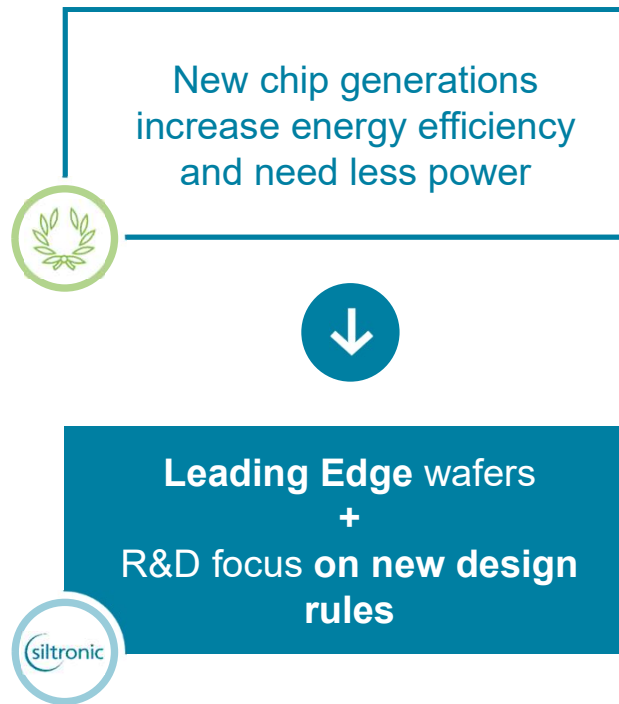 New chip generations
increase energy efficiency
and need less power
Leading Edge wafers
+
R&D focus on new design
rules
siltronic